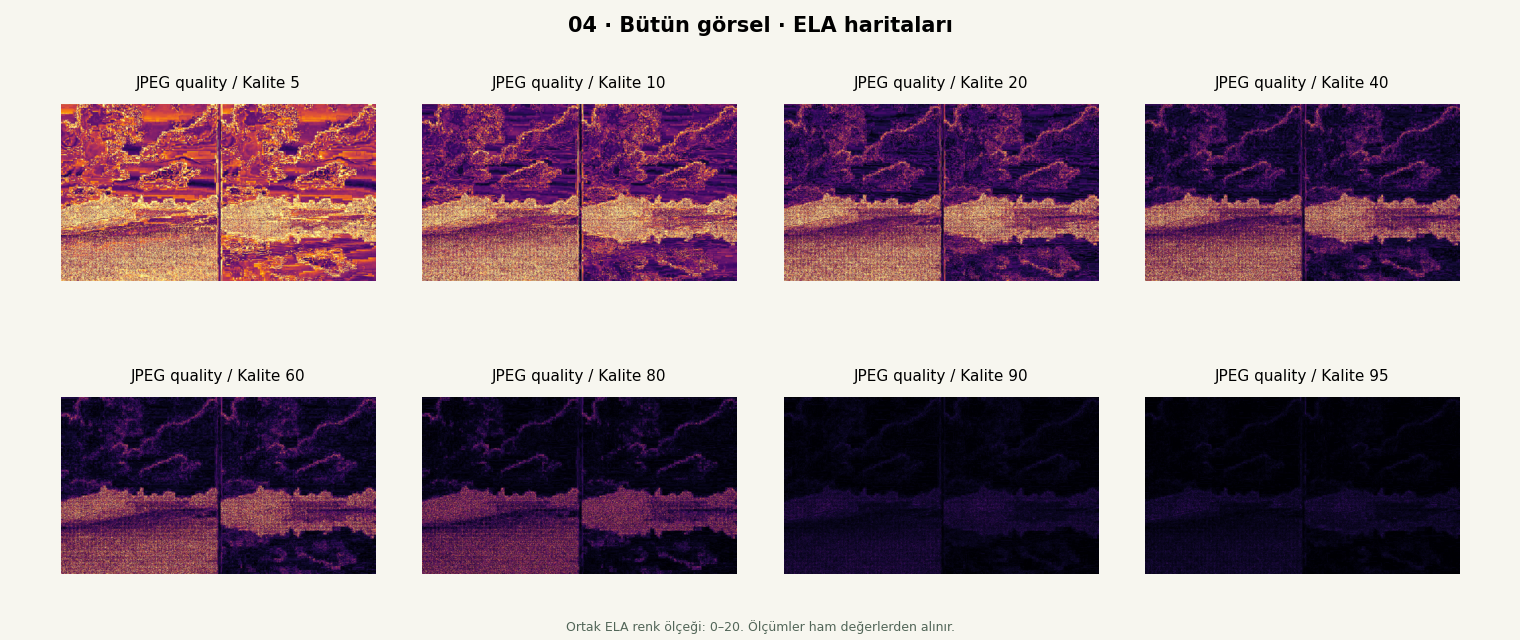 04 · Bütün görsel · ELA haritaları
JPEG quality / Kalite 5
JPEG quality / Kalite 10
JPEG quality / Kalite 20
JPEG quality / Kalite 40
JPEG quality / Kalite 60
JPEG quality / Kalite 80
JPEG quality / Kalite 90
JPEG quality / Kalite 95
Ortak ELA renk ölçeği: 0–20. Ölçümler ham değerlerden alınır.